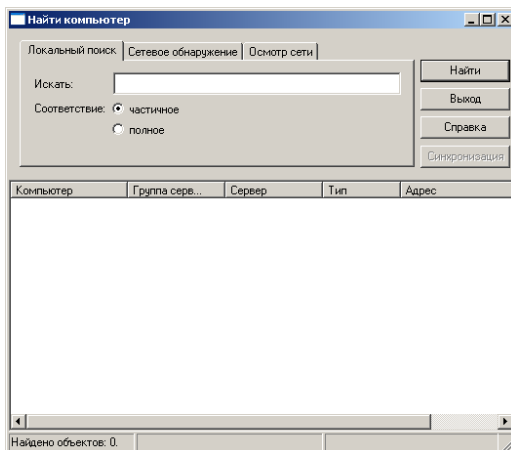 Найти компьютер
Локальный поиск Сетевое обнаружение Осмотр сети
Искать:
Соответствие: частичное
полное
Найти
Выход
Справка
Синхронизация
Компьютер Группа серв... Сервер Тип Адрес
Найдено объектов: 0.